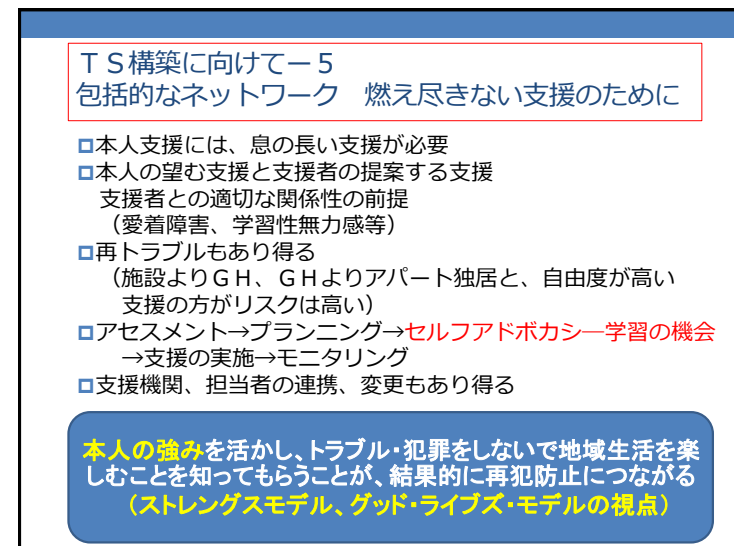 ＴＳ構築に向けてー５
包括的なネットワーク　燃え尽きない支援のために
本人支援には、息の長い支援が必要
本人の望む支援と支援者の提案する支援
支援者との適切な関係性の前提
（愛着障害、学習性無力感等）
再トラブルもあり得る
（施設よりＧＨ、ＧＨよりアパート独居と、自由度が高い
支援の方がリスクは高い）
アセスメント→プランニング→セルフアドボカシ―学習の機会
→支援の実施→モニタリング
支援機関、担当者の連携、変更もあり得る
本人の強みを活かし、トラブル・犯罪をしないで地域生活を楽
しむことを知ってもらうことが、結果的に再犯防止につながる
（ストレングスモデル、グッド・ライブズ・モデルの視点）